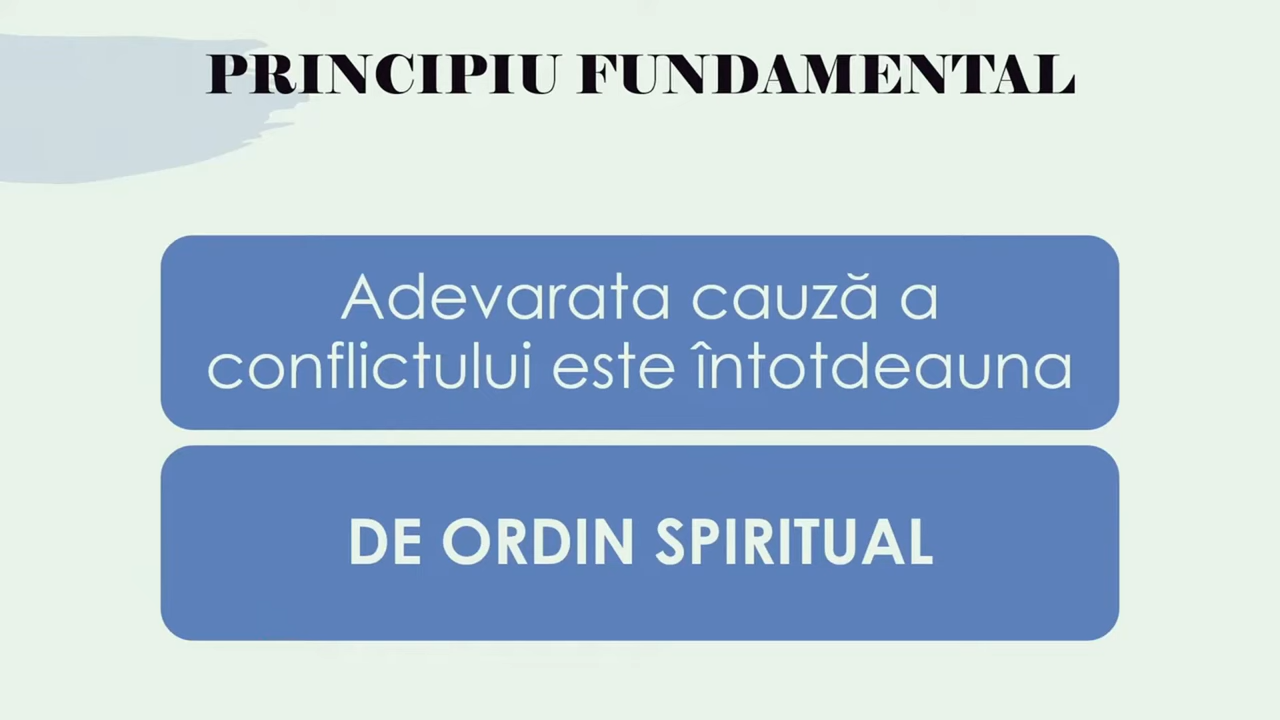 PRINCIPIU FUNDAMENTAL
Adevarata cauză a
conflictului este întotdeauna
DE ORDIN SPIRITUAL